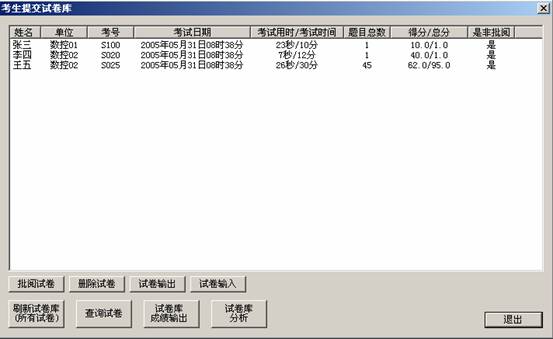 考生提交试卷库
姓名 单位 考号 考试日期 考试用时/考试时间 题目总数 得分/总分 是非批阅
张三 数控01 S100 2005年05月31日08时38分 23秒/10分 1 10.0/1.0 是
李四 数控02 S020 2005年05月31日08时38分 7秒/12分 1 40.0/1.0 是
王五 数控02 S025 2005年05月31日08时38分 26秒/30分 45 62.0/95.0 是
批阅试卷 删除试卷 试卷输出 试卷输入
刷新试卷库
(所有试卷)
查询试卷
试卷库
成绩输出
试卷库
分析
退出